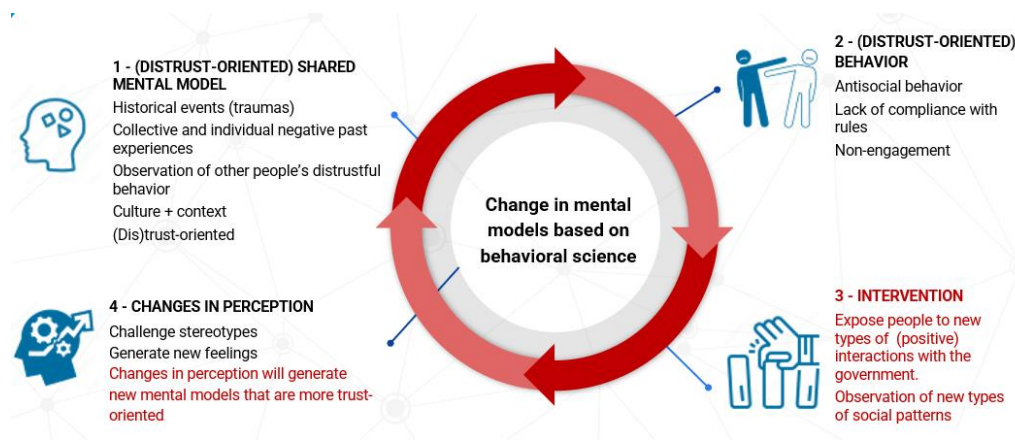 1 - (DISTRUST-ORIENTED) SHARED
MENTAL MODEL
Historical events (traumas)
Collective and individual negative past
experiences
Observation of other people's distrustful
behavior
Culture + context
(Dis)trust-oriented
2 - (DISTRUST-ORIENTED)
BEHAVIOR
Antisocial behavior
Lack of compliance with
rules
Non-engagement
Change in mental
models based on
behavioral science
3 - INTERVENTION
Expose people to new
types of (positive)
interactions with the
government.
Observation of new types
of social patterns
4 - CHANGES IN PERCEPTION
Challenge stereotypes
Generate new feelings
Changes in perception will generate
new mental models that are more trust-
oriented